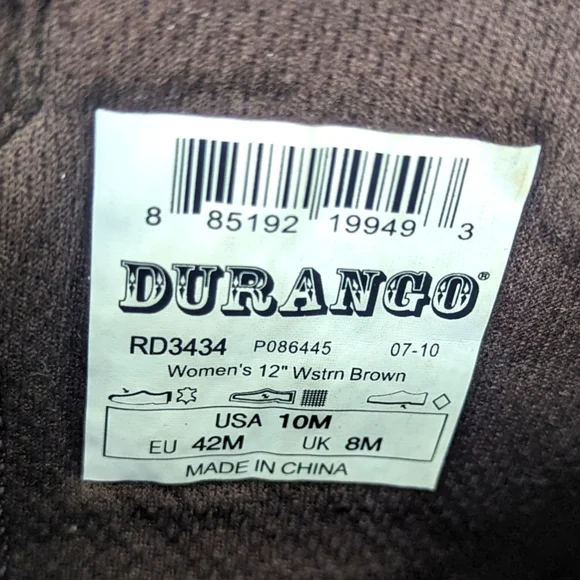 8 85192 19949 3
DURANGO®
RD3434 P086445 07-10
Women's 12" Wstrn Brown
USA 10M
EU 42M UK 8M
MADE IN CHINA